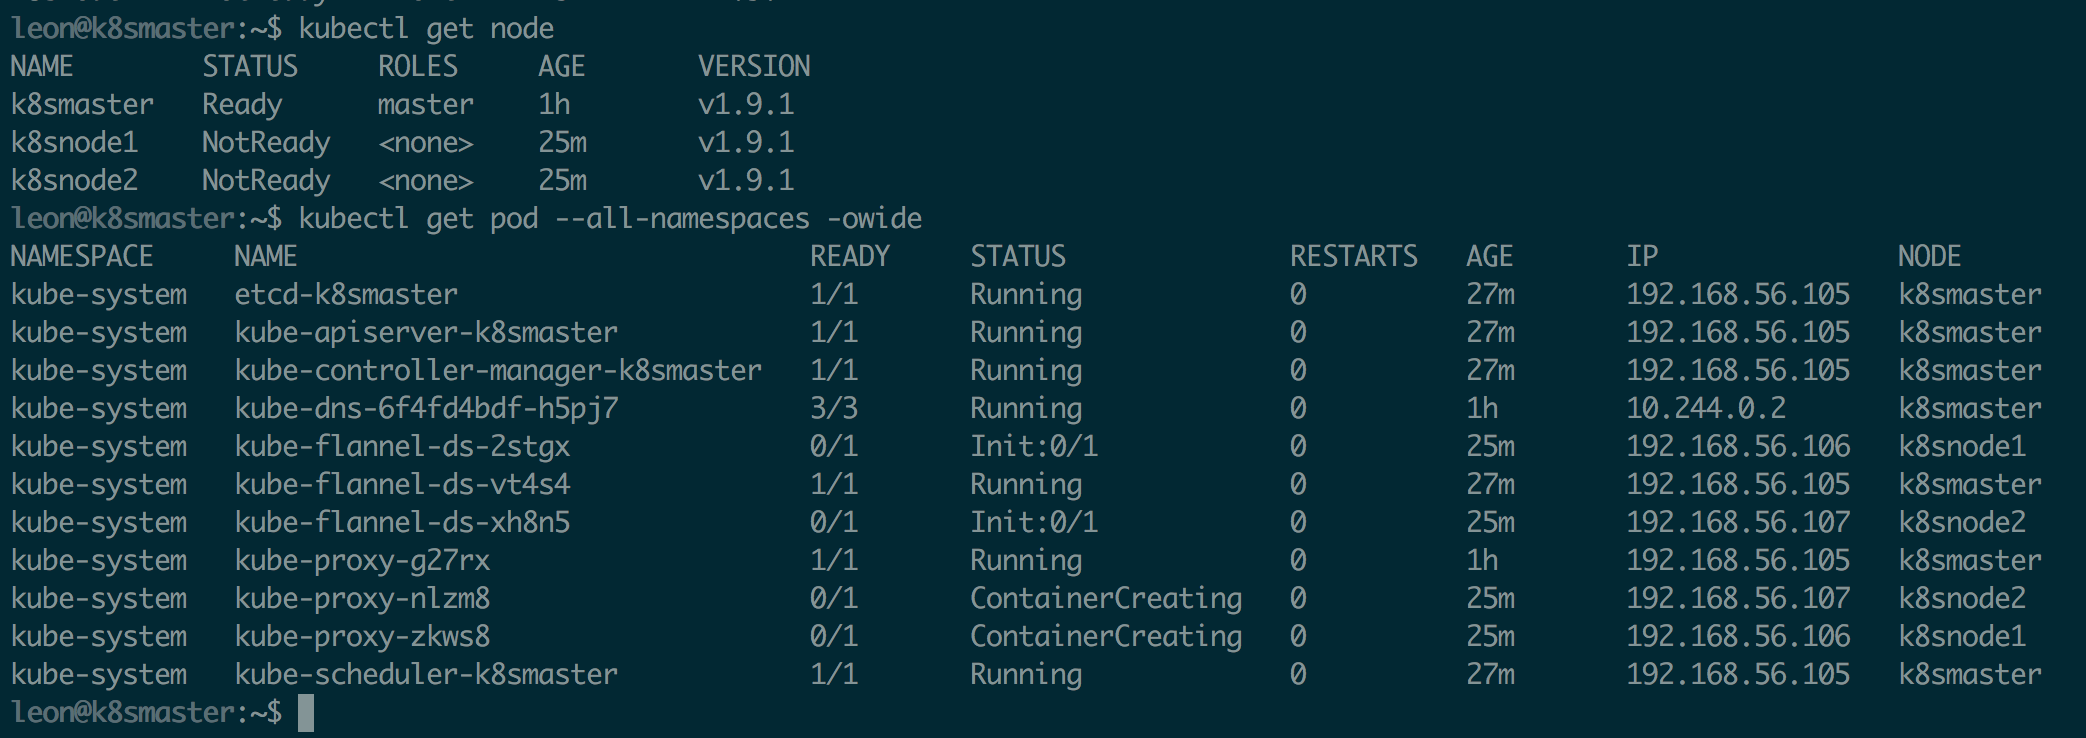 leon@k8smaster:~$ kubectl get node
NAME        STATUS     ROLES     AGE       VERSION
k8smaster   Ready      master    1h        v1.9.1
k8snode1    NotReady   <none>    25m       v1.9.1
k8snode2    NotReady   <none>    25m       v1.9.1
leon@k8smaster:~$ kubectl get pod --all-namespaces -owide
NAMESPACE     NAME                                READY     STATUS              RESTARTS   AGE       IP               NODE
kube-system   etcd-k8smaster                      1/1       Running             0          27m       192.168.56.105   k8smaster
kube-system   kube-apiserver-k8smaster            1/1       Running             0          27m       192.168.56.105   k8smaster
kube-system   kube-controller-manager-k8smaster   1/1       Running             0          27m       192.168.56.105   k8smaster
kube-system   kube-dns-6f4fd4bdf-h5pj7            3/3       Running             0          1h        10.244.0.2       k8smaster
kube-system   kube-flannel-ds-2stgx               0/1       Init:0/1            0          25m       192.168.56.106   k8snode1
kube-system   kube-flannel-ds-vt4s4               1/1       Running             0          27m       192.168.56.105   k8smaster
kube-system   kube-flannel-ds-xh8n5               0/1       Init:0/1            0          25m       192.168.56.107   k8snode2
kube-system   kube-proxy-g27rx                    1/1       Running             0          1h        192.168.56.105   k8smaster
kube-system   kube-proxy-nlzm8                    0/1       ContainerCreating   0          25m       192.168.56.107   k8snode2
kube-system   kube-proxy-zkws8                    0/1       ContainerCreating   0          25m       192.168.56.106   k8snode1
kube-system   kube-scheduler-k8smaster            1/1       Running             0          27m       192.168.56.105   k8smaster
leon@k8smaster:~$